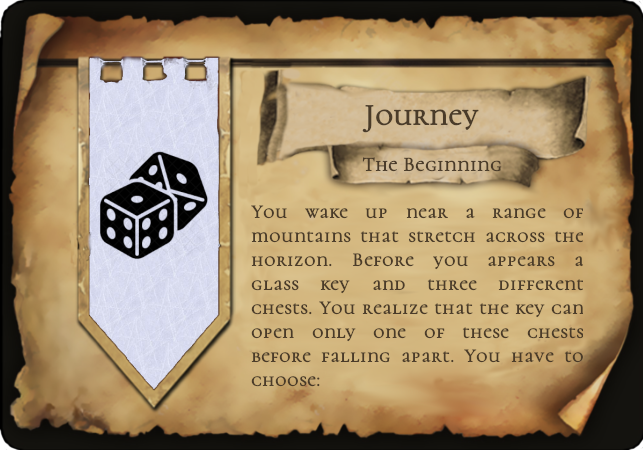 Journey
The Beginning
You wake up near a range of
mountains that stretch across the
horizon. Before you appears a
glass key and three different
chests. You realize that the key can
open only one of these chests
before falling apart. You have to
choose: